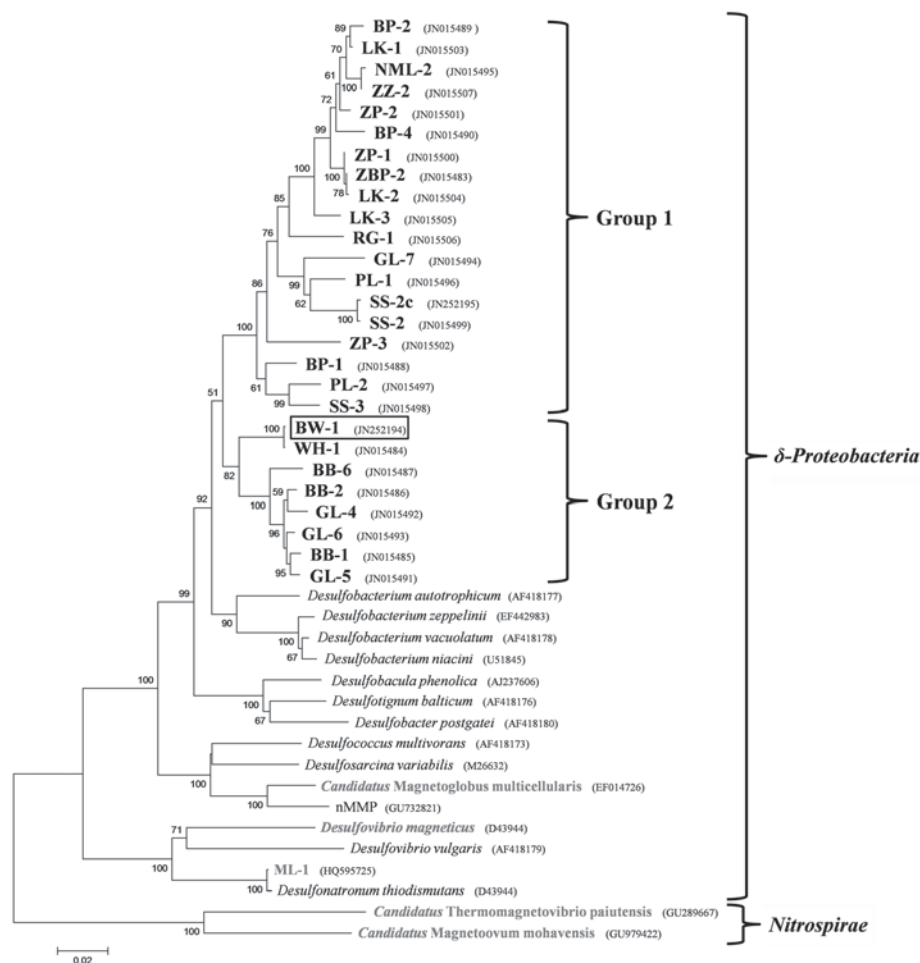 89
BP-2 (JN015489 )
70
LK-1 (JN015503)
61
NML-2 (JN015495)
100
ZZ-2 (JN015507)
72
ZP-2 (JN015501)
99
BP-4 (JN015490)
ZP-1 (JN015500)
100
ZBP-2 (JN015483)
100
78
LK-2 (JN015504)
85
LK-3 (JN015505)
Group 1
76
RG-1 (JN015506)
GL-7 (JN015494)
99
PL-1 (JN015496)
86
62
SS-2c (JN252195)
100
SS-2 (JN015499)
100
ZP-3 (JN015502)
BP-1 (JN015488)
61
PL-2 (JN015497)
51
99
SS-3 (JN015498)
100
BW-1 (JN252194)
WH-1 (JN015484)
δ-Proteobacteria
82
BB-6 (JN015487)
59
BB-2 (JN015486)
92
100
GL-4 (JN015492)
Group 2
96
GL-6 (JN015493)
BB-1 (JN015485)
95
GL-5 (JN015491)
99
Desulfobacterium autotrophicum (AF418177)
90
Desulfobacterium zeppelinii (EF442983)
100
Desulfobacterium vacuolatum (AF418178)
67
Desulfobacterium niacini (U51845)
100
Desulfobacula phenolica (AJ237606)
100
Desulfotignum balticum (AF418176)
67
Desulfobacter postgatei (AF418180)
Desulfococus multivorans (AF418173)
Desulfosarcina variabilis (M26632)
100
Candidatus Magnetoglobus multicellularis (EF014726)
100
nMMP (GU732821)
71
Desulfovibrio magneticus (D43944)
Desulfovibrio vulgaris (AF418179)
100
ML-1 (HQ595725)
100
Desulfonatronum thiodismutans (D43944)
Candidatus Thermomagnetovibrio paiutensis (GU289667)
100
Candidatus Magnetoovum mohavensis (GU979422)
Nitrospirae
0.02